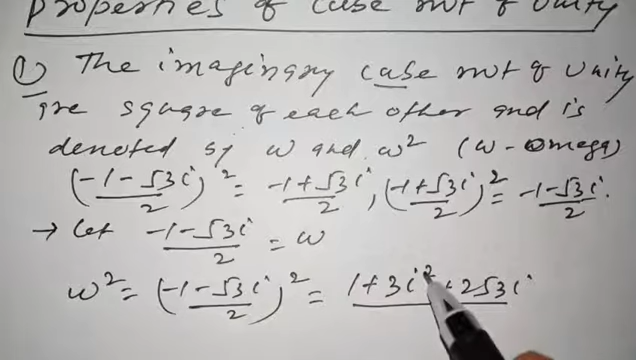 Properties of cube root of Unity
① The imaginary cube root of Unity
are square of each other and is
denoted by ω and ω² (ω - omega)
((-1-√3i)/2)² = (-1+√3i)/2, ((-1+√3i)/2)² = (-1-√3i)/2.
→ Let (-1-√3i)/2 = ω
ω² = ((-1-√3i)/2)² = 1+3i²+2√3i